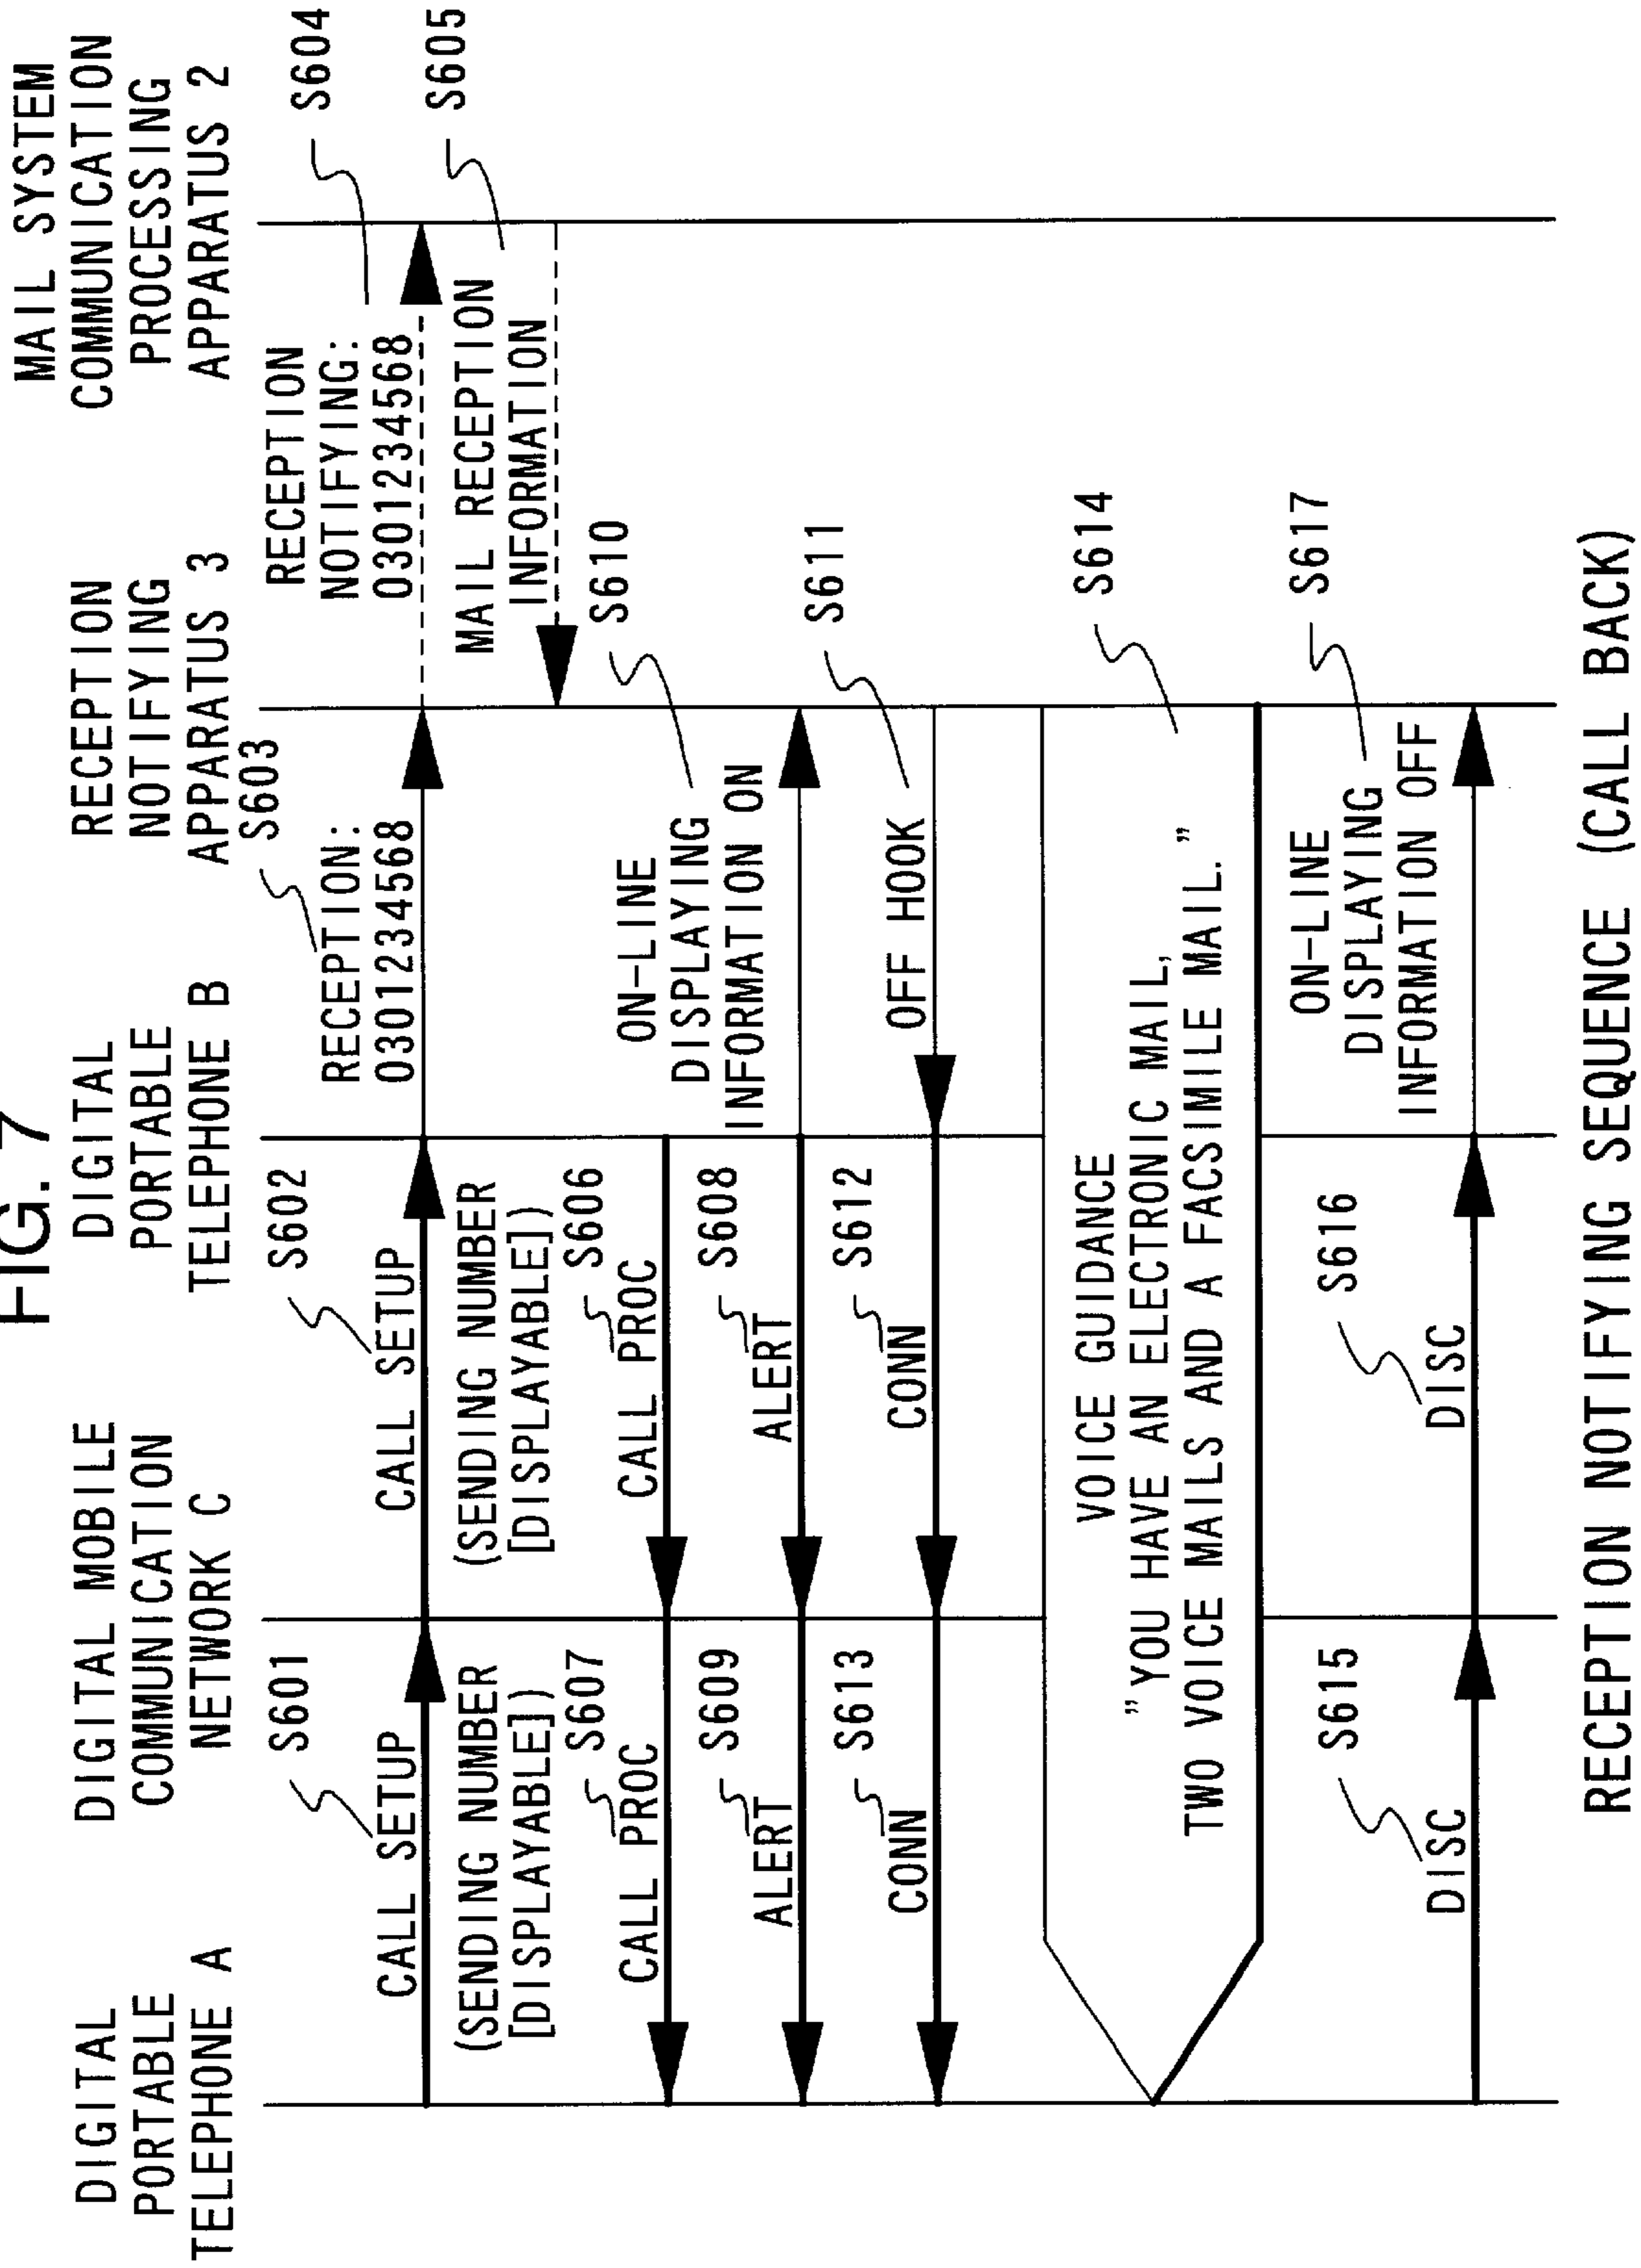 FIG. 7
DIGITAL
PORTABLE
TELEPHONE A
DIGITAL MOBILE
COMMUNICATION
NETWORK C
DIGITAL
PORTABLE
TELEPHONE B
RECEPTION
NOTIFYING
APPARATUS 3
MAIL SYSTEM
COMMUNICATION
PROCESSING
APPARATUS 2
S601
CALL SETUP
(SENDING NUMBER
[DISPLAYABLE])
S602
CALL SETUP
(SENDING NUMBER
[DISPLAYABLE])
S603
RECEPTION:
0301234568
S604
RECEPTION
NOTIFYING:
0301234568
S605
MAIL RECEPTION
INFORMATION
S607
CALL PROC
S606
CALL PROC
S609
ALERT
S608
ALERT
S610
ON-LINE
DISPLAYING
INFORMATION ON
S613
CONN
S612
CONN
S611
OFF HOOK
S614
VOICE GUIDANCE
"YOU HAVE AN ELECTRONIC MAIL,
TWO VOICE MAILS AND A FACSIMILE MAIL."
S615
DISC
S616
DISC
S617
ON-LINE
DISPLAYING
INFORMATION OFF
RECEPTION NOTIFYING SEQUENCE (CALL BACK)